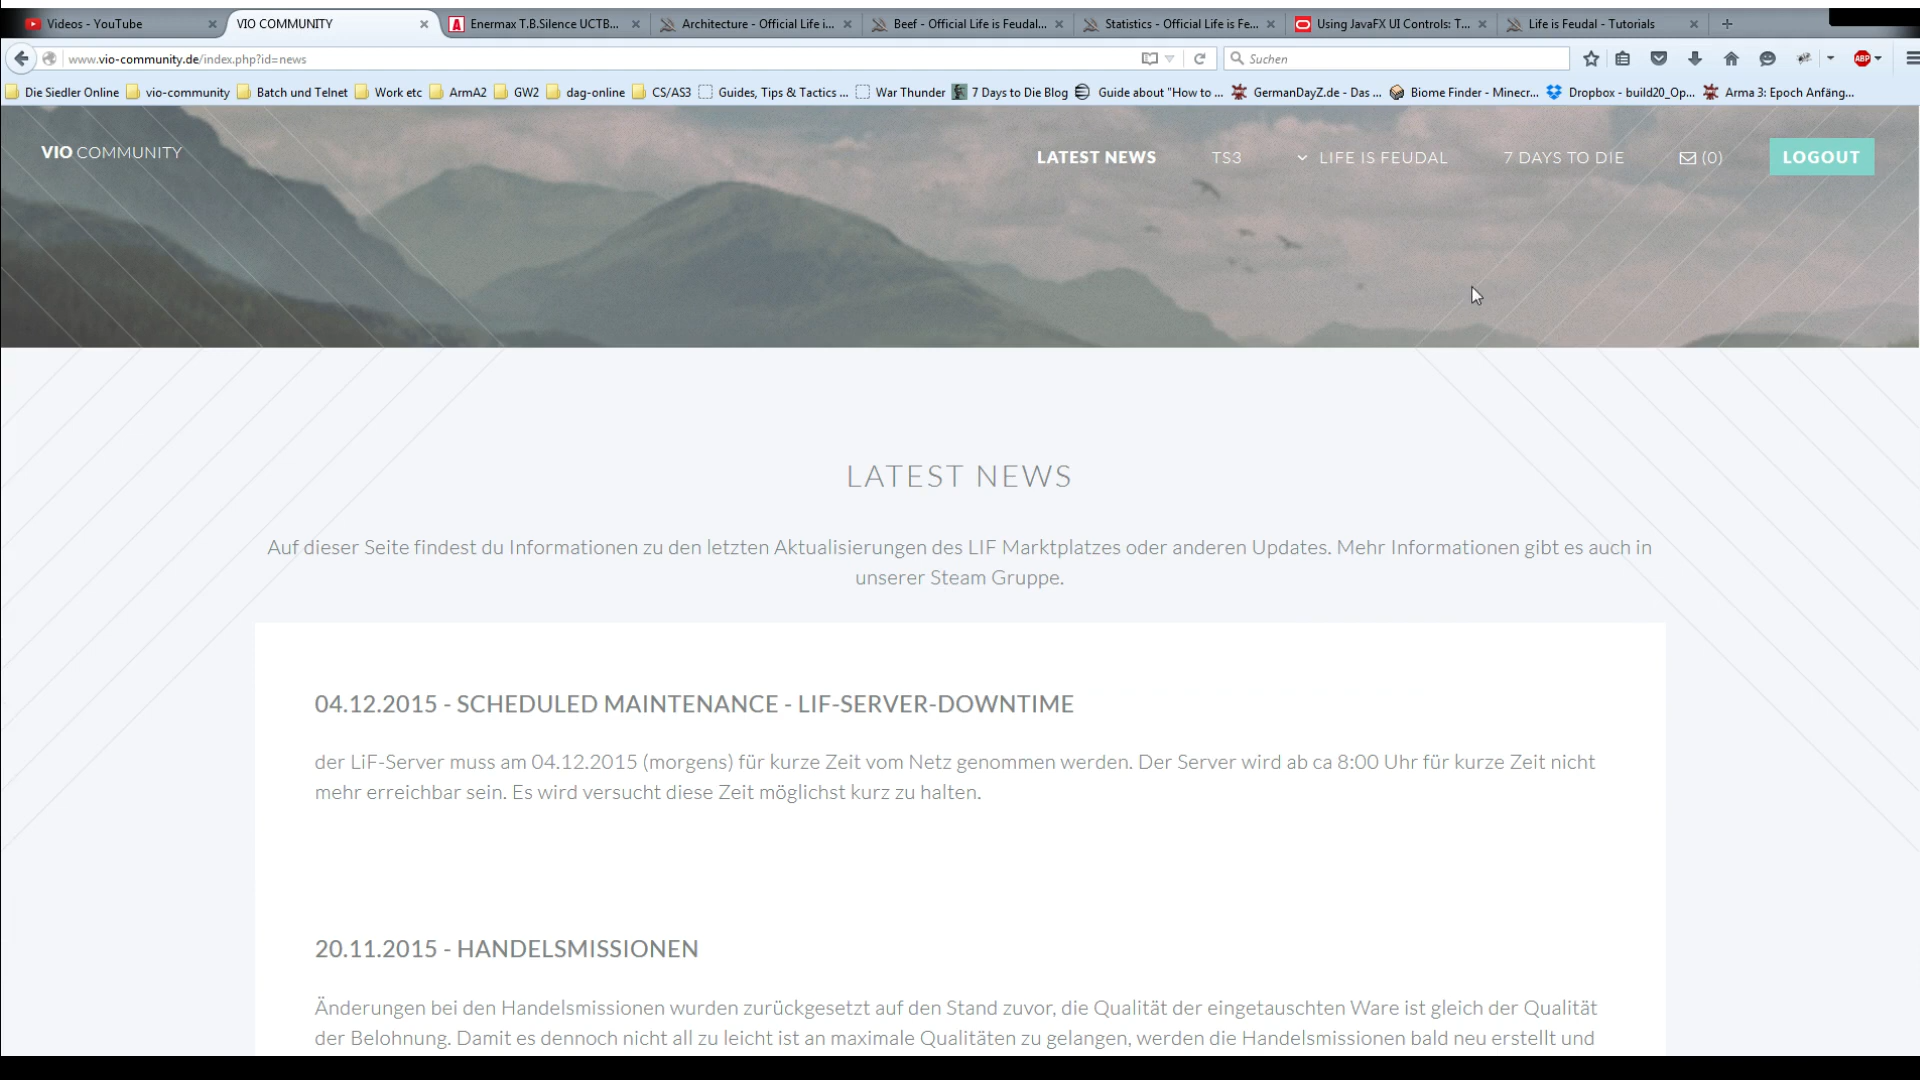 Videos - YouTube
VIO COMMUNITY
Enermax T.B.Silence UCTB...
Architecture - Official Life i...
Beef - Official Life is Feudal...
Statistics - Official Life is Fe...
Using JavaFX UI Controls: T...
Life is Feudal - Tutorials
www.vio-community.de/index.php?id=news
Suchen
ABP
Die Siedler Online
vio-community
Batch und Telnet
Work etc
ArmA2
GW2
dag-online
CS/AS3
Guides, Tips & Tactics ...
War Thunder
7 Days to Die Blog
Guide about "How to ...
GermanDayZ.de - Das ...
Biome Finder - Minecr...
Dropbox - build20_Op...
Arma 3: Epoch Anfäng...
VIO COMMUNITY
LATEST NEWS
TS3
LIFE IS FEUDAL
7 DAYS TO DIE
(0)
LOGOUT
LATEST NEWS
Auf dieser Seite findest du Informationen zu den letzten Aktualisierungen des LIF Marktplatzes oder anderen Updates. Mehr Informationen gibt es auch in
unserer Steam Gruppe.
04.12.2015 - SCHEDULED MAINTENANCE - LIF-SERVER-DOWNTIME
der LiF-Server muss am 04.12.2015 (morgens) für kurze Zeit vom Netz genommen werden. Der Server wird ab ca 8:00 Uhr für kurze Zeit nicht
mehr erreichbar sein. Es wird versucht diese Zeit möglichst kurz zu halten.
20.11.2015 - HANDELSMISSIONEN
Änderungen bei den Handelsmissionen wurden zurückgesetzt auf den Stand zuvor, die Qualität der eingetauschten Ware ist gleich der Qualität
der Belohnung. Damit es dennoch nicht all zu leicht ist an maximale Qualitäten zu gelangen, werden die Handelsmissionen bald neu erstellt und